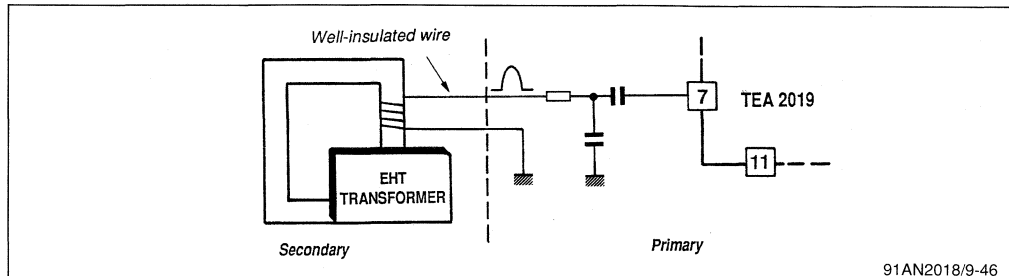 Well-insulated wire
7
TEA 2019
11
EHT
TRANSFORMER
Secondary
Primary
91AN2018/9-46